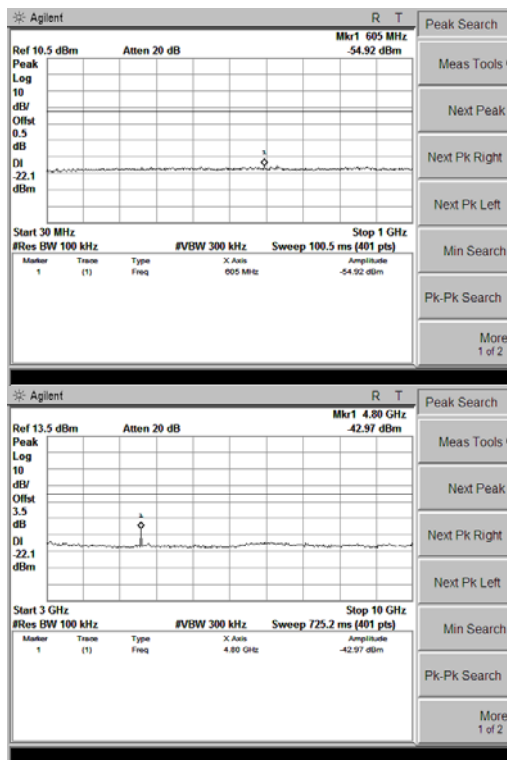 Agilent R T
Peak Search
Mkr1 605 MHz
Ref 10.5 dBm Atten 20 dB -54.92 dBm
Peak
Log
10
dB/
Offst
0.5
dB
DI
-22.1
dBm
Start 30 MHz Stop 1 GHz
#Res BW 100 kHz #VBW 300 kHz Sweep 100.5 ms (401 pts)
Marker Trace Type X Axis Amplitude
1 (1) Freq 605 MHz -54.92 dBm
Meas Tools
Next Peak
Next Pk Right
Next Pk Left
Min Search
Pk-Pk Search
More
1 of 2
Agilent R T
Peak Search
Mkr1 4.80 GHz
Ref 13.5 dBm Atten 20 dB -42.97 dBm
Peak
Log
10
dB/
Offst
3.5
dB
DI
-22.1
dBm
Start 3 GHz Stop 10 GHz
#Res BW 100 kHz #VBW 300 kHz Sweep 725.2 ms (401 pts)
Marker Trace Type X Axis Amplitude
1 (1) Freq 4.80 GHz -42.97 dBm
Meas Tools
Next Peak
Next Pk Right
Next Pk Left
Min Search
Pk-Pk Search
More
1 of 2